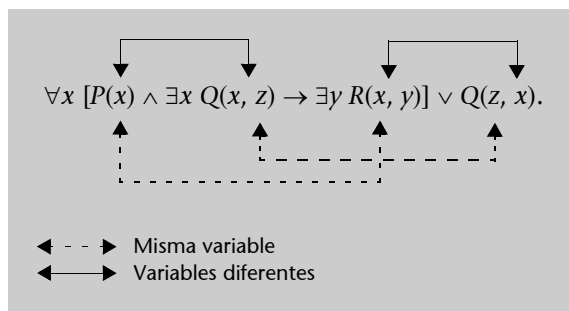 ∀x [P(x) ∧ ∃x Q(x, z) → ∃y R(x, y)] ∨ Q(z, x).
Misma variable
Variables diferentes